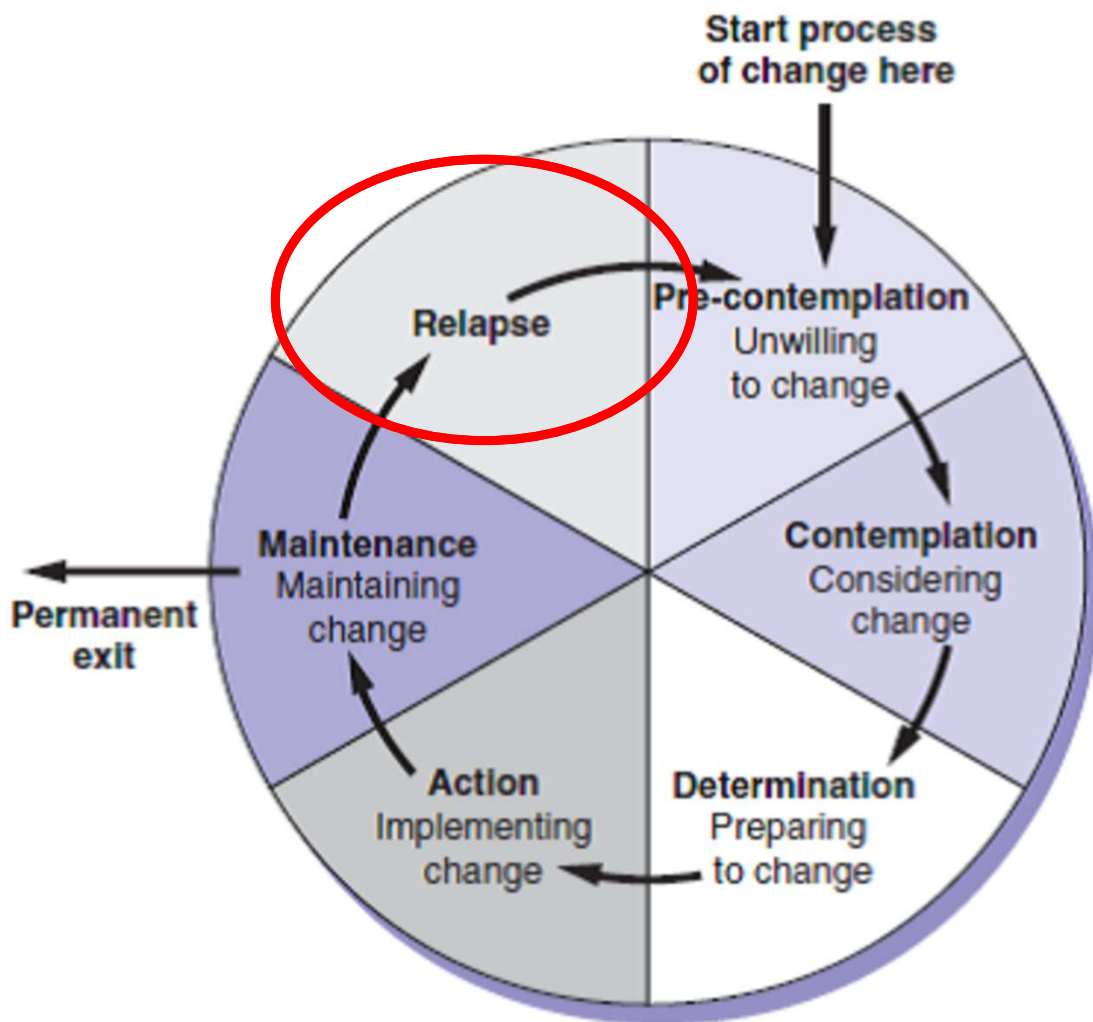 Start process
of change here
Relapse
Pre-contemplation
Unwilling
to change
Contemplation
Considering
change
Determination
Preparing
to change
Action
Implementing
change
Maintenance
Maintaining
change
Permanent
exit